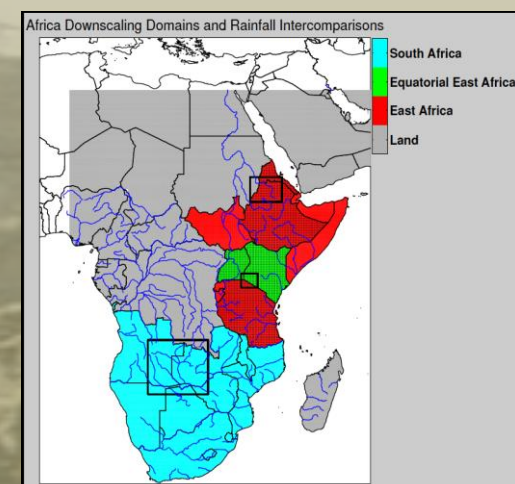 Africa Downscaling Domains and Rainfall Intercomparisons
South Africa
Equatorial East Africa
East Africa
Land